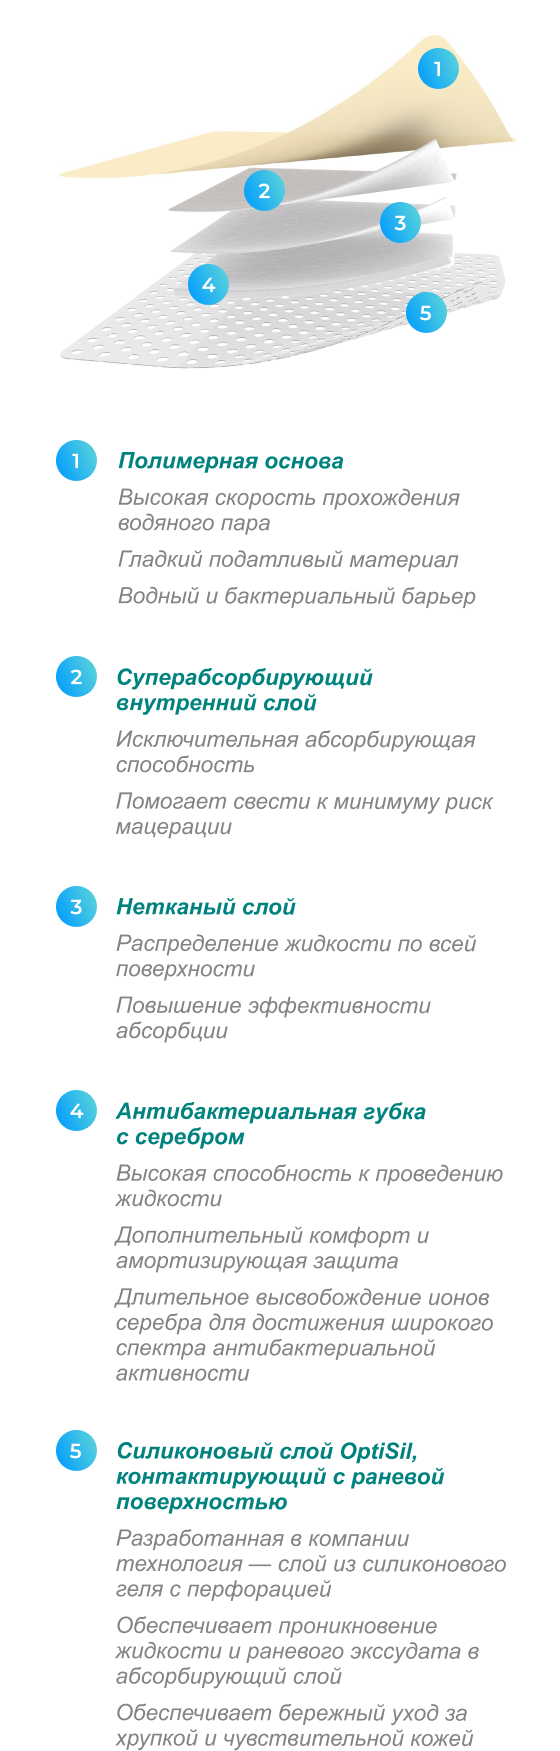 1
2
3
4
5
1
Полимерная основа
Высокая скорость прохождения
водяного пара
Гладкий податливый материал
Водный и бактериальный барьер
2
Суперабсорбирующий
внутренний слой
Исключительная абсорбирующая
способность
Помогает свести к минимуму риск
мацерации
3
Нетканый слой
Распределение жидкости по всей
поверхности
Повышение эффективности
абсорбции
4
Антибактериальная губка
с серебром
Высокая способность к проведению
жидкости
Дополнительный комфорт и
амортизирующая защита
Длительное высвобождение ионов
серебра для достижения широкого
спектра антибактериальной
активности
5
Силиконовый слой OptiSil,
контактирующий с раневой
поверхностью
Разработанная в компании
технология — слой из силиконового
геля с перфорацией
Обеспечивает проникновение
жидкости и раневого экссудата в
абсорбирующий слой
Обеспечивает бережный уход за
хрупкой и чувствительной кожей